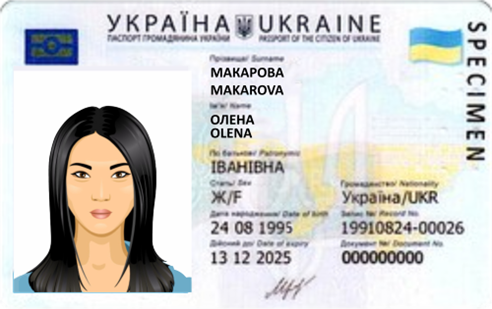 УКРАЇНА UKRAINE
ПАСПОРТ ГРОМАДЯНИНА УКРАЇНИ PASSPORT OF THE CITIZEN OF UKRAINE
Прізвище/ Surname
МАКАРОВА
MAKAROVA
Ім'я/ Name
ОЛЕНА
OLENA
По батькові/ Patronymic
ІВАНІВНА
Стать/ Sex Громадянство/ Nationality
Ж/F Україна/UKR
Дата народження/ Date of birth Запис №/ Record No.
24 08 1995 19910824-00026
Дійсний до/ Date of expiry Документ №/ Document No.
13 12 2025 000000000
SPECIMEN